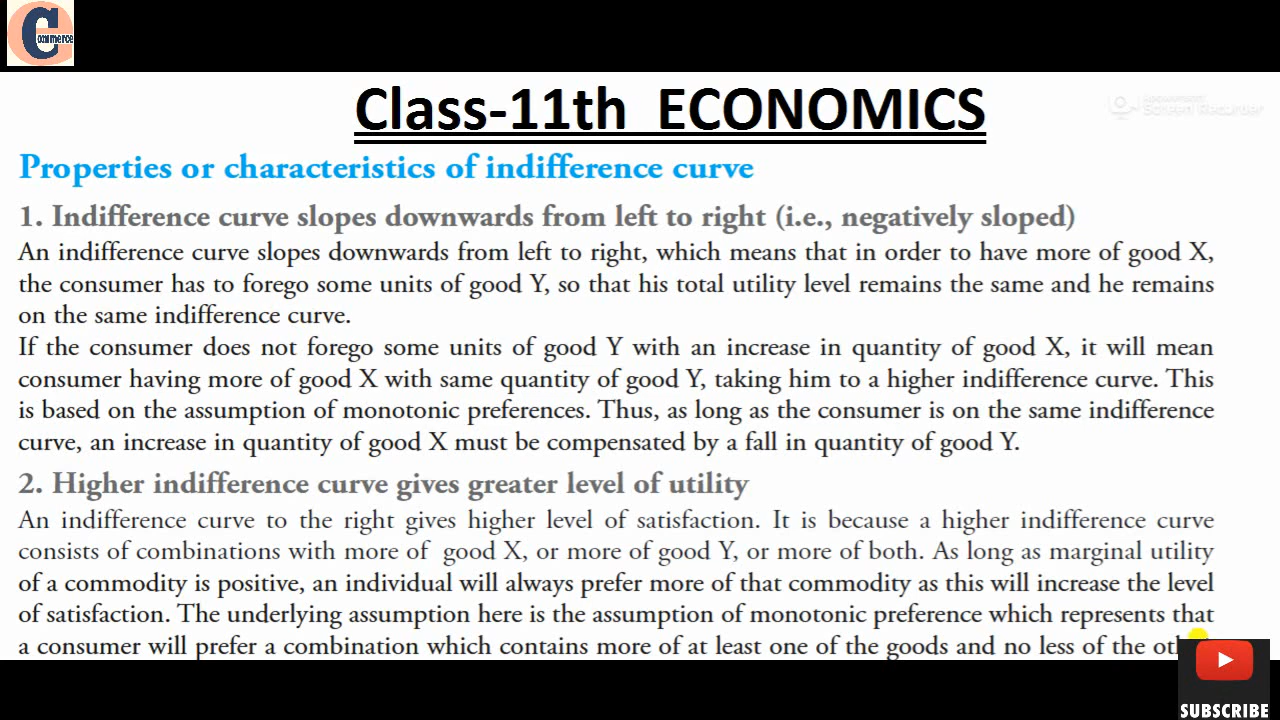 Commerce
Class-11th ECONOMICS
Screen Recorder
Properties or characteristics of indifference curve
1. Indifference curve slopes downwards from left to right (i.e., negatively sloped)
An indifference curve slopes downwards from left to right, which means that in order to have more of good X,
the consumer has to forego some units of good Y, so that his total utility level remains the same and he remains
on the same indifference curve.
If the consumer does not forego some units of good Y with an increase in quantity of good X, it will mean
consumer having more of good X with same quantity of good Y, taking him to a higher indifference curve. This
is based on the assumption of monotonic preferences. Thus, as long as the consumer is on the same indifference
curve, an increase in quantity of good X must be compensated by a fall in quantity of good Y.
2. Higher indifference curve gives greater level of utility
An indifference curve to the right gives higher level of satisfaction. It is because a higher indifference curve
consists of combinations with more of good X, or more of good Y, or more of both. As long as marginal utility
of a commodity is positive, an individual will always prefer more of that commodity as this will increase the level
of satisfaction. The underlying assumption here is the assumption of monotonic preference which represents that
a consumer will prefer a combination which contains more of at least one of the goods and no less of the
SUBSCRIBE